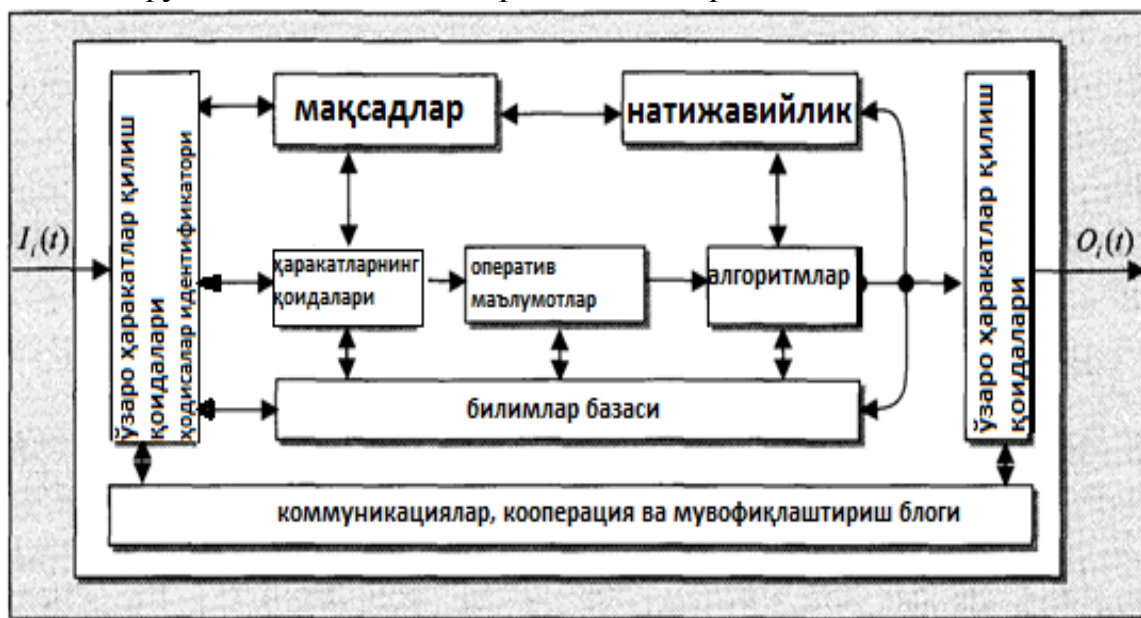 мақсадлар
натижавийлик
ўзаро ҳаракатлар қилиш
қоидалари
ҳодисалар идентификатори
I_i(t)
ҳаракатларнинг
қоидалари
оператив
маълумотлар
алгоритмлар
ўзаро ҳаракатлар қилиш
қоидалари
O_i(t)
билимлар базаси
коммуникациялар, кооперация ва мувофиқлаштириш блоги